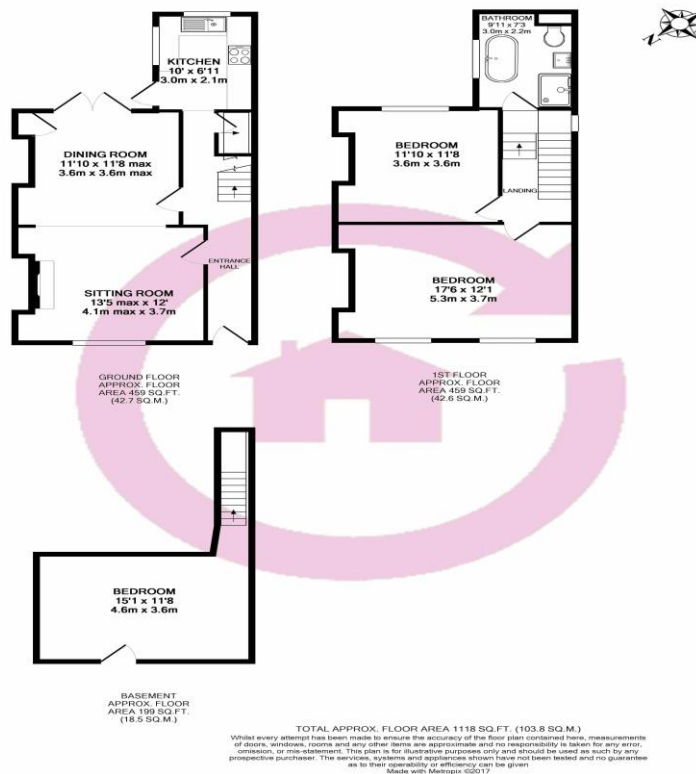 KITCHEN
10' x 6'11
3.0m x 2.1m
DINING ROOM
11'10 x 11'8 max
3.6m x 3.6m max
SITTING ROOM
13'5 max x 12'
4.1m max x 3.7m
ENTRANCE
HALL
GROUND FLOOR
APPROX. FLOOR
AREA 459 SQ.FT.
(42.7 SQ.M.)
BATHROOM
9'11 x 7'3
3.0m x 2.2m
N
BEDROOM
11'10 x 11'8
3.6m x 3.6m
LANDING
BEDROOM
17'6 x 12'1
5.3m x 3.7m
1ST FLOOR
APPROX. FLOOR
AREA 459 SQ.FT.
(42.6 SQ.M.)
BEDROOM
15'1 x 11'8
4.6m x 3.6m
BASEMENT
APPROX. FLOOR
AREA 199 SQ.FT.
(18.5 SQ.M.)
TOTAL APPROX. FLOOR AREA 1118 SQ.FT. (103.8 SQ.M.)
Whilst every attempt has been made to ensure the accuracy of the floor plan contained here, measurements
of doors, windows, rooms and any other items are approximate and no responsibility is taken for any error,
omission, or mis-statement. This plan is for illustrative purposes only and should be used as such by any
prospective purchaser. The services, systems and appliances shown have not been tested and no guarantee
as to their operability or efficiency can be given
Made with Metropix ©2017